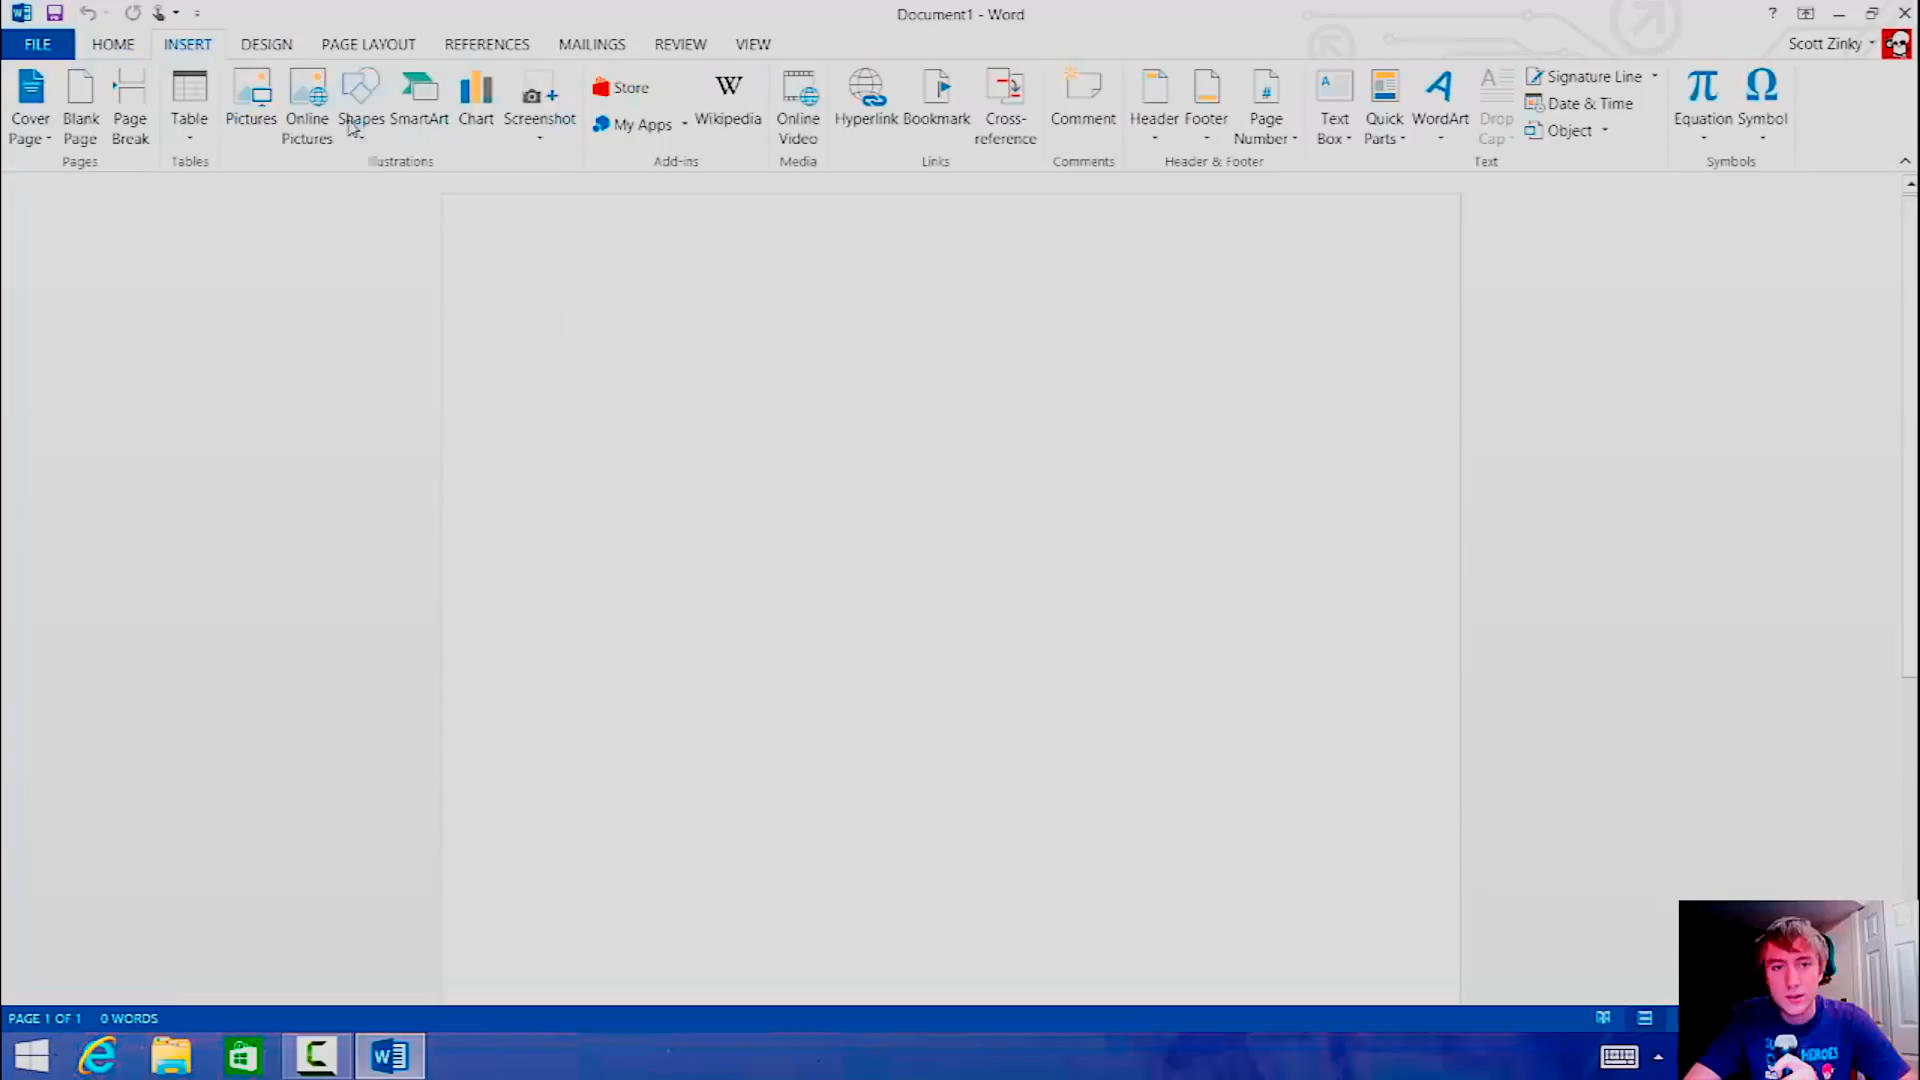 Document1 - Word
?
FILE HOME INSERT DESIGN PAGE LAYOUT REFERENCES MAILINGS REVIEW VIEW
Scott Zinky
Cover Page
Blank Page
Page Break
Pages
Table
Tables
Pictures
Online Pictures
Shapes
SmartArt
Chart
Screenshot
Illustrations
Store
My Apps
W
Wikipedia
Add-ins
Online Video
Media
Hyperlink
Bookmark
Cross-reference
Links
Comment
Comments
Header
Footer
#
Page Number
Header & Footer
A
Text Box
Quick Parts
A
WordArt
A
Drop Cap
Signature Line
Date & Time
Object
Text
π
Equation
Ω
Symbol
Symbols
PAGE 1 OF 1 0 WORDS
HEROES